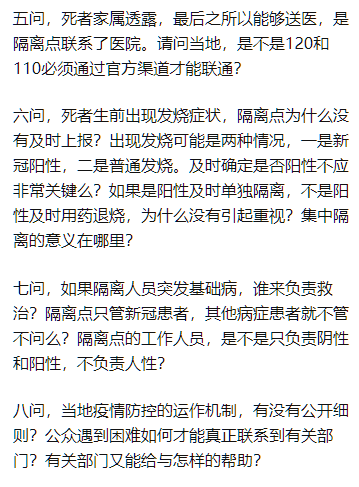 五问，死者家属透露，最后之所以能够送医，是
隔离点联系了医院。请问当地，是不是120和
110必须通过官方渠道才能联通？
六问，死者生前出现发烧症状，隔离点为什么没
有及时上报？出现发烧可能是两种情况，一是新
冠阳性，二是普通发烧。及时确定是否阳性不应
非常关键么？如果是阳性及时单独隔离，不是阳
性及时用药退烧，为什么没有引起重视？集中隔
离的意义在哪里？
七问，如果隔离人员突发基础病，谁来负责救
治？隔离点只管新冠患者，其他病症患者就不管
不问么？隔离点的工作人员，是不是只负责阴性
和阳性，不负责人性？
八问，当地疫情防控的运作机制，有没有公开细
则？公众遇到困难如何才能真正联系到有关部
门？有关部门又能给与怎样的帮助？